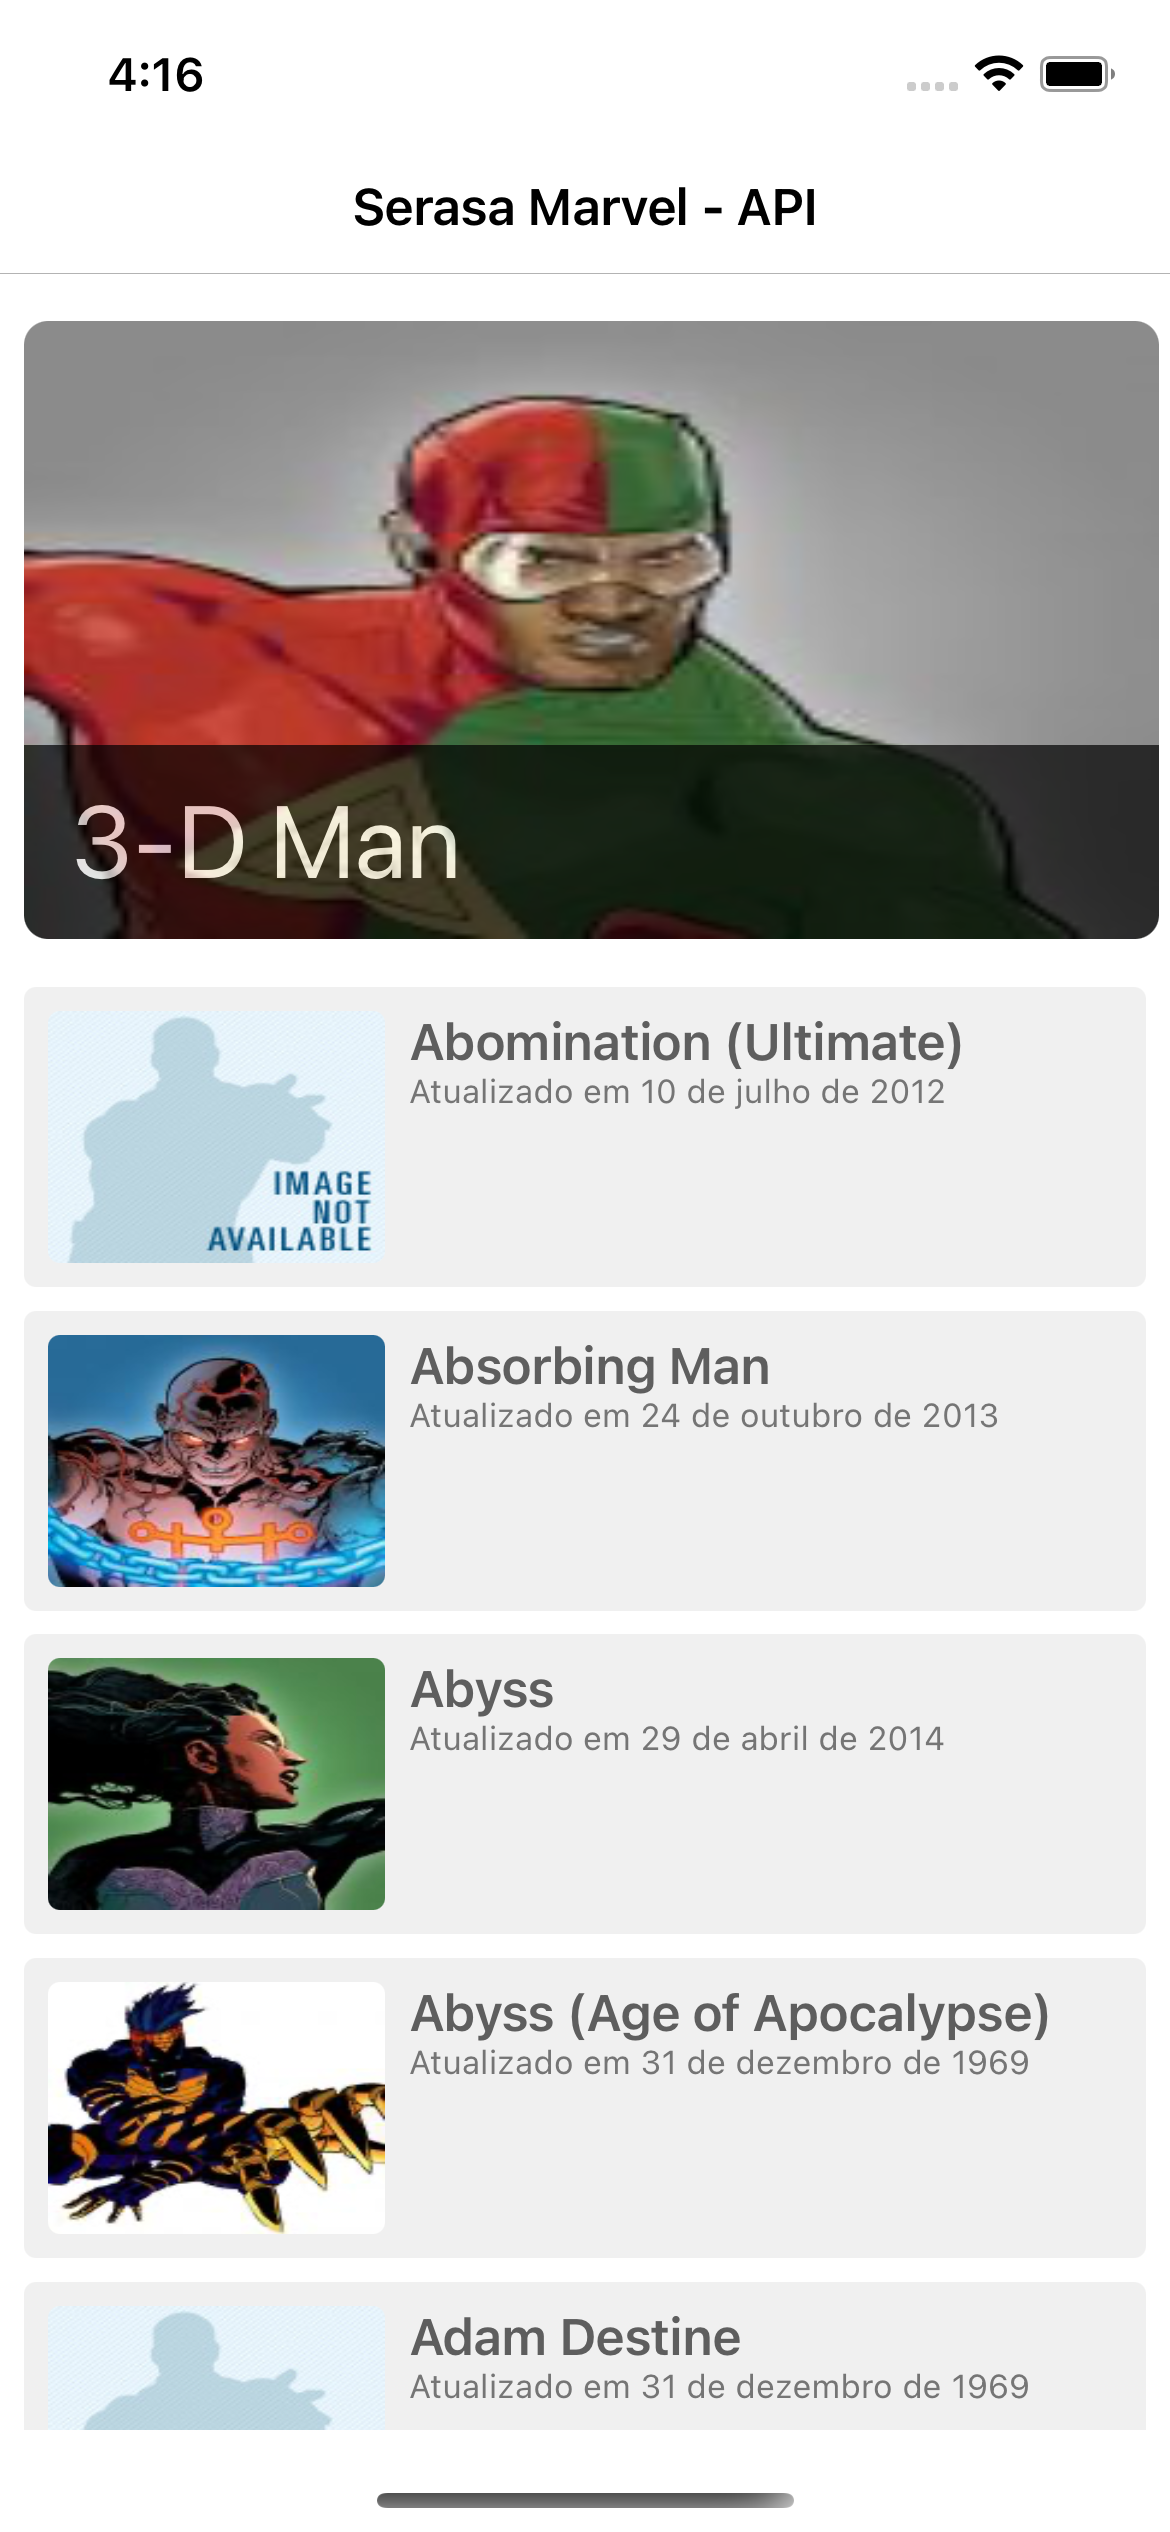 4:16
Serasa Marvel - API
3-D Man
Abomination (Ultimate)
Atualizado em 10 de julho de 2012
IMAGE
NOT
AVAILABLE
Absorbing Man
Atualizado em 24 de outubro de 2013
Abyss
Atualizado em 29 de abril de 2014
Abyss (Age of Apocalypse)
Atualizado em 31 de dezembro de 1969
Adam Destine
Atualizado em 31 de dezembro de 1969